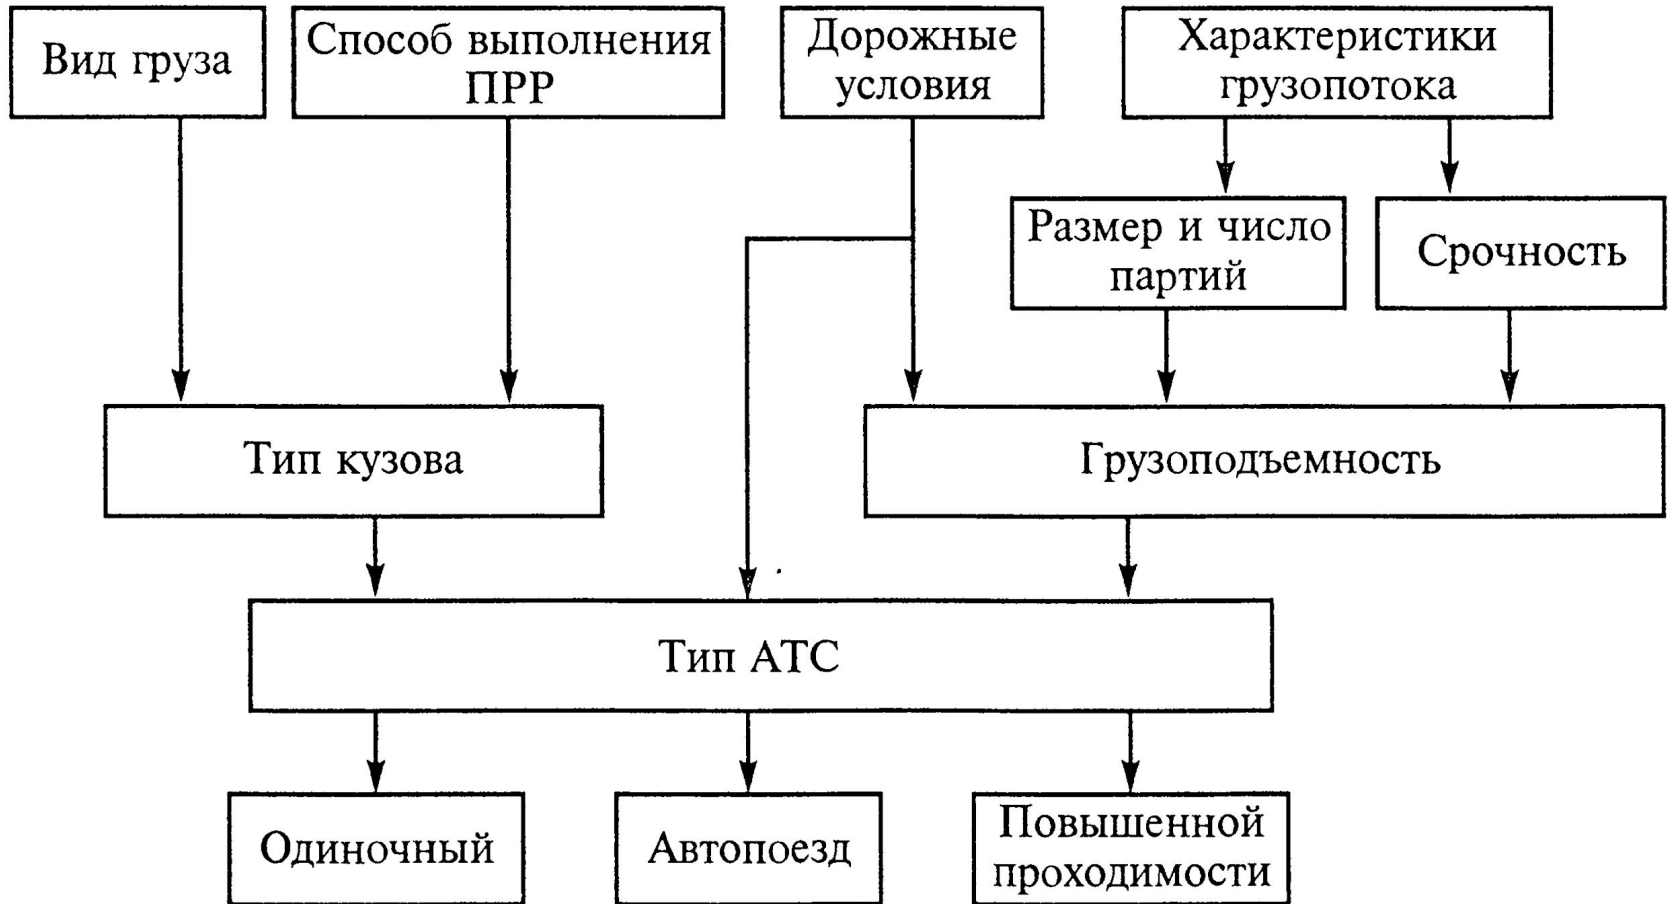 Вид груза
Способ выполнения
ПРР
Дорожные
условия
Характеристики
грузопотока
Размер и число
партий
Срочность
Тип кузова
Грузоподъемность
Тип АТС
Одиночный
Автопоезд
Повышенной
проходимости